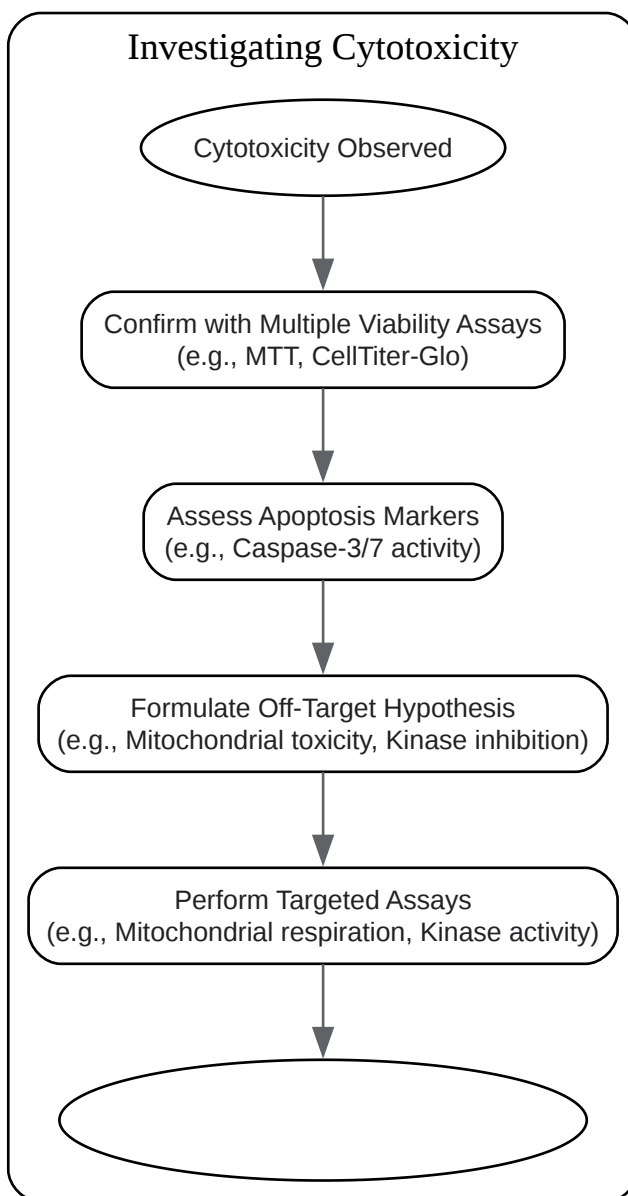 Investigating Cytotoxicity
Cytotoxicity Observed
Confirm with Multiple Viability Assays
(e.g., MTT, CellTiter-Glo)
Assess Apoptosis Markers
(e.g., Caspase-3/7 activity)
Formulate Off-Target Hypothesis
(e.g., Mitochondrial toxicity, Kinase inhibition)
Perform Targeted Assays
(e.g., Mitochondrial respiration, Kinase activity)